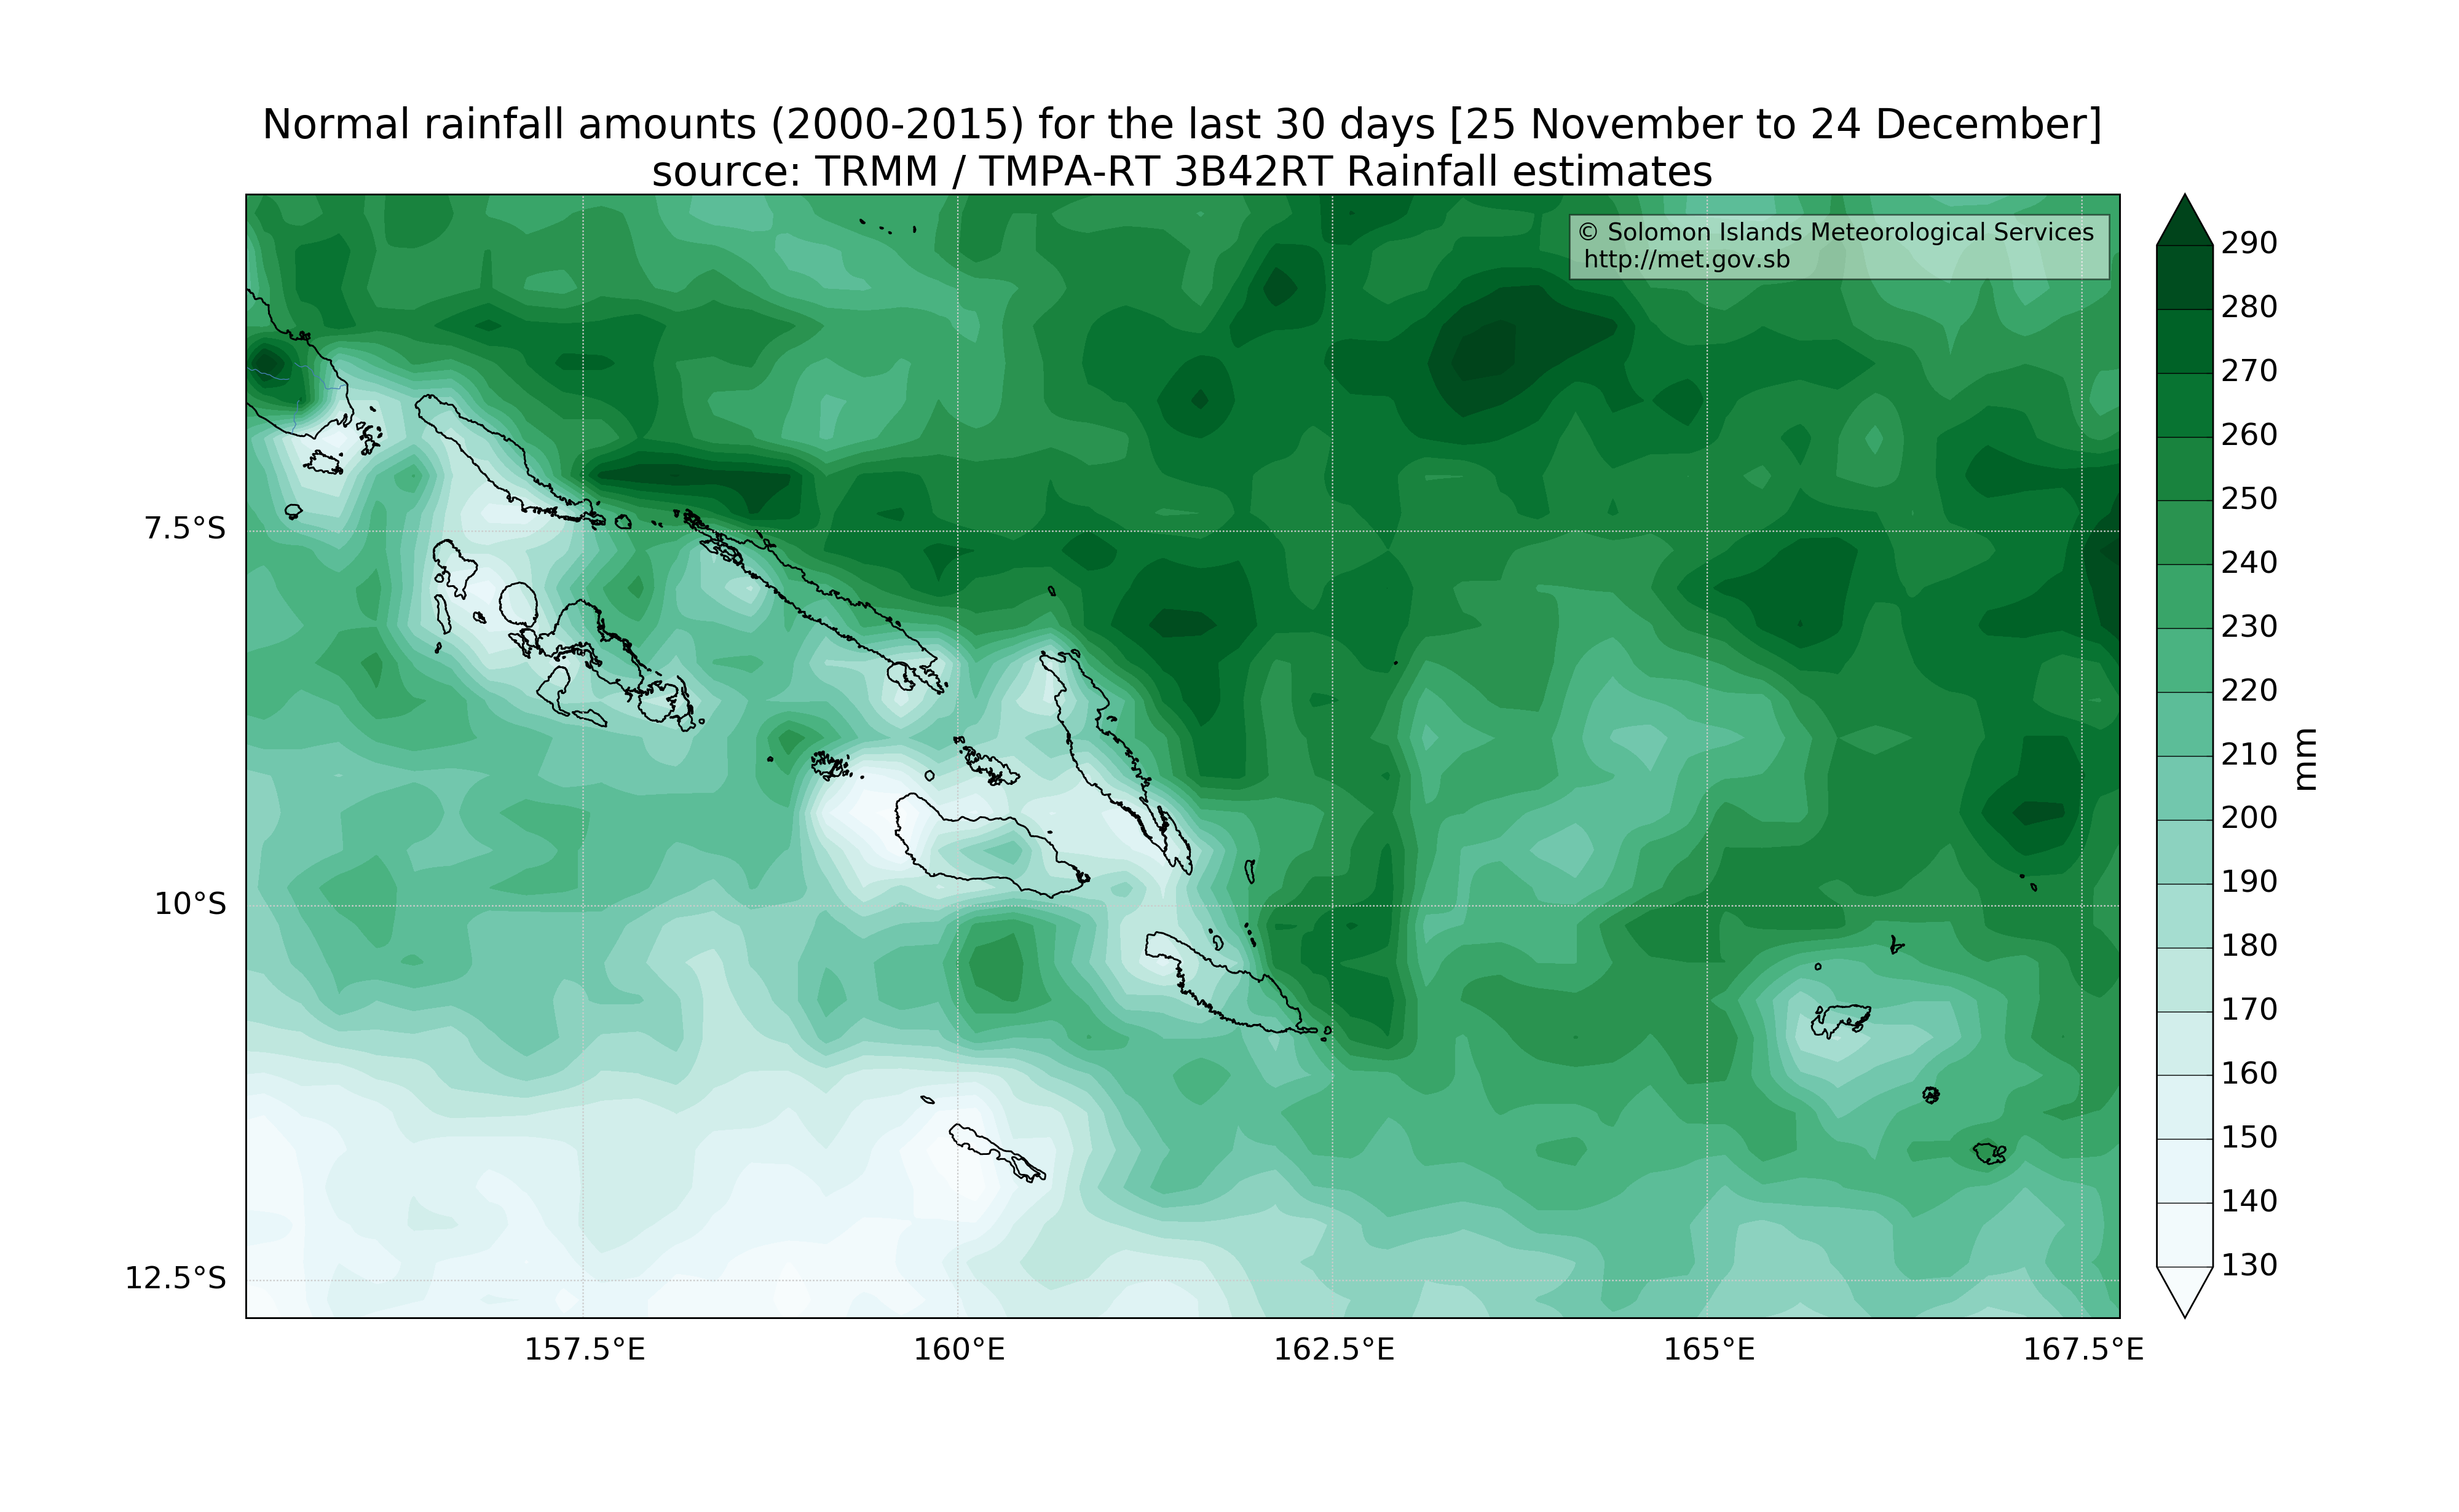 Normal rainfall amounts (2000-2015) for the last 30 days [25 November to 24 December]
source: TRMM / TMPA-RT 3B42RT Rainfall estimates
© Solomon Islands Meteorological Services
http://met.gov.sb
7.5°S
10°S
12.5°S
157.5°E
160°E
162.5°E
165°E
167.5°E
290
280
270
260
250
240
230
220
210
200
190
180
170
160
150
140
130
mm